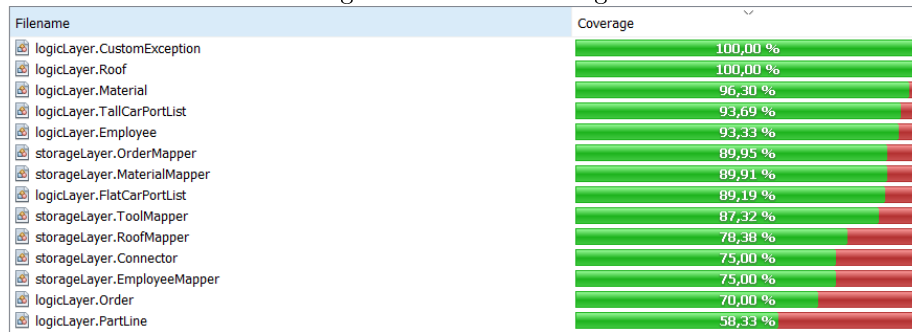 Filename Coverage
logicLayer.CustomException 100,00 %
logicLayer.Roof 100,00 %
logicLayer.Material 96,30 %
logicLayer.TallCarPortList 93,69 %
logicLayer.Employee 93,33 %
storageLayer.OrderMapper 89,95 %
storageLayer.MaterialMapper 89,91 %
logicLayer.FlatCarPortList 89,19 %
storageLayer.ToolMapper 87,32 %
storageLayer.RoofMapper 78,38 %
storageLayer.Connector 75,00 %
storageLayer.EmployeeMapper 75,00 %
logicLayer.Order 70,00 %
logicLayer.PartLine 58,33 %